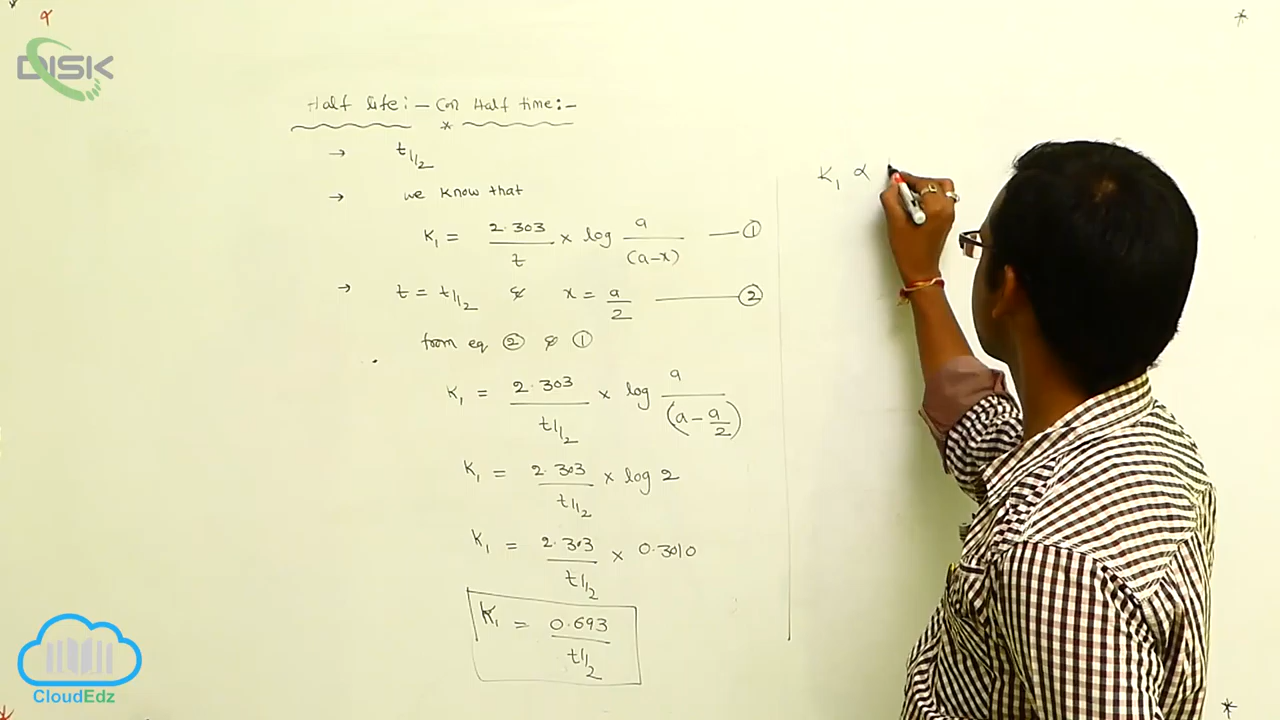 DISK
Half life:- (or) Half time:-
*
→ t1/2
→ we know that
K1 = 2.303/t × log a/(a-x) — ①
→ t = t1/2 & x = a/2 — ②
from eq ② & ①
K1 = 2.303/t1/2 × log a/(a - a/2)
K1 = 2.303/t1/2 × log 2
K1 = 2.303/t1/2 × 0.3010
K1 = 0.693/t1/2
K1 ∝
CloudEdz